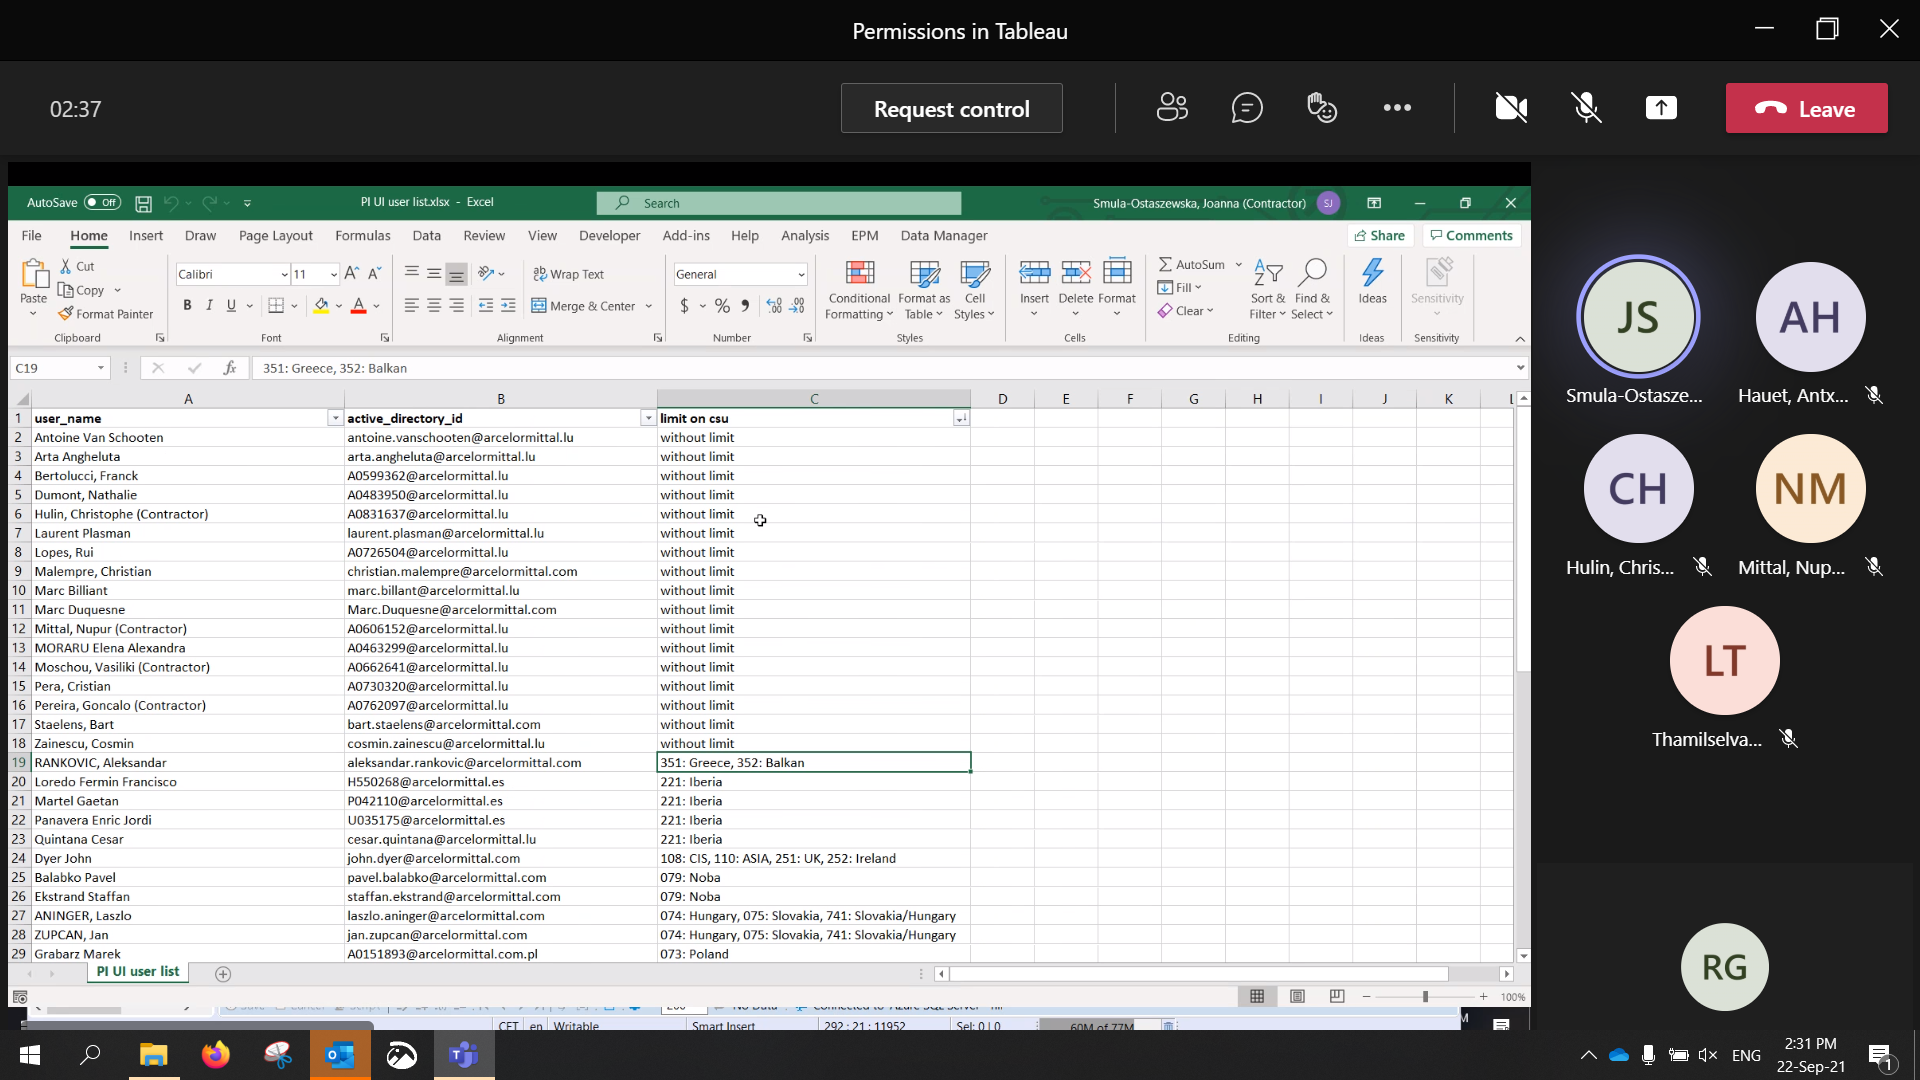 Permissions in Tableau
02:37
Request control
Leave
AutoSave Off
PI UI user list.xlsx - Excel
Search
Smula-Ostaszewska, Joanna (Contractor) SJ
File Home Insert Draw Page Layout Formulas Data Review View Developer Add-ins Help Analysis EPM Data Manager
Share Comments
Paste
Cut
Copy
Format Painter
Clipboard
Calibri 11
B I U
Font
Wrap Text
Merge & Center
Alignment
General
Number
Conditional Formatting
Format as Table
Cell Styles
Styles
Insert Delete Format
Cells
AutoSum
Fill
Clear
Sort & Filter
Find & Select
Editing
Ideas
Ideas
Sensitivity
Sensitivity
C19
351: Greece, 352: Balkan
A B C D E F G H I J K L
1 user_name active_directory_id limit on csu
2 Antoine Van Schooten antoine.vanschooten@arcelormittal.lu without limit
3 Arta Angheluta arta.angheluta@arcelormittal.lu without limit
4 Bertolucci, Franck A0599362@arcelormittal.lu without limit
5 Dumont, Nathalie A0483950@arcelormittal.lu without limit
6 Hulin, Christophe (Contractor) A0831637@arcelormittal.lu without limit
7 Laurent Plasman laurent.plasman@arcelormittal.lu without limit
8 Lopes, Rui A0726504@arcelormittal.lu without limit
9 Malempre, Christian christian.malempre@arcelormittal.com without limit
10 Marc Billiant marc.billant@arcelormittal.lu without limit
11 Marc Duquesne Marc.Duquesne@arcelormittal.com without limit
12 Mittal, Nupur (Contractor) A0606152@arcelormittal.lu without limit
13 MORARU Elena Alexandra A0463299@arcelormittal.lu without limit
14 Moschou, Vasiliki (Contractor) A0662641@arcelormittal.lu without limit
15 Pera, Cristian A0730320@arcelormittal.lu without limit
16 Pereira, Goncalo (Contractor) A0762097@arcelormittal.lu without limit
17 Staelens, Bart bart.staelens@arcelormittal.com without limit
18 Zainescu, Cosmin cosmin.zainescu@arcelormittal.lu without limit
19 RANKOVIC, Aleksandar aleksandar.rankovic@arcelormittal.com 351: Greece, 352: Balkan
20 Loredo Fermin Francisco H550268@arcelormittal.es 221: Iberia
21 Martel Gaetan P042110@arcelormittal.es 221: Iberia
22 Panavera Enric Jordi U035175@arcelormittal.es 221: Iberia
23 Quintana Cesar cesar.quintana@arcelormittal.lu 221: Iberia
24 Dyer John john.dyer@arcelormittal.com 108: CIS, 110: ASIA, 251: UK, 252: Ireland
25 Balabko Pavel pavel.balabko@arcelormittal.com 079: Noba
26 Ekstrand Staffan staffan.ekstrand@arcelormittal.com 079: Noba
27 ANINGER, Laszlo laszlo.aninger@arcelormittal.com 074: Hungary, 075: Slovakia, 741: Slovakia/Hungary
28 ZUPCAN, Jan jan.zupcan@arcelormittal.com 074: Hungary, 075: Slovakia, 741: Slovakia/Hungary
29 Grabarz Marek A0151893@arcelormittal.com.pl 073: Poland
PI UI user list
100%
CET en Writable Smart Insert 292 : 21 : 11952 Sel: 0 | 0 60M of 77M
JS
Smula-Ostasze...
AH
Hauet, Antx...
CH
Hulin, Chris...
NM
Mittal, Nup...
LT
Thamilselva...
RG
ENG
2:31 PM
22-Sep-21
1